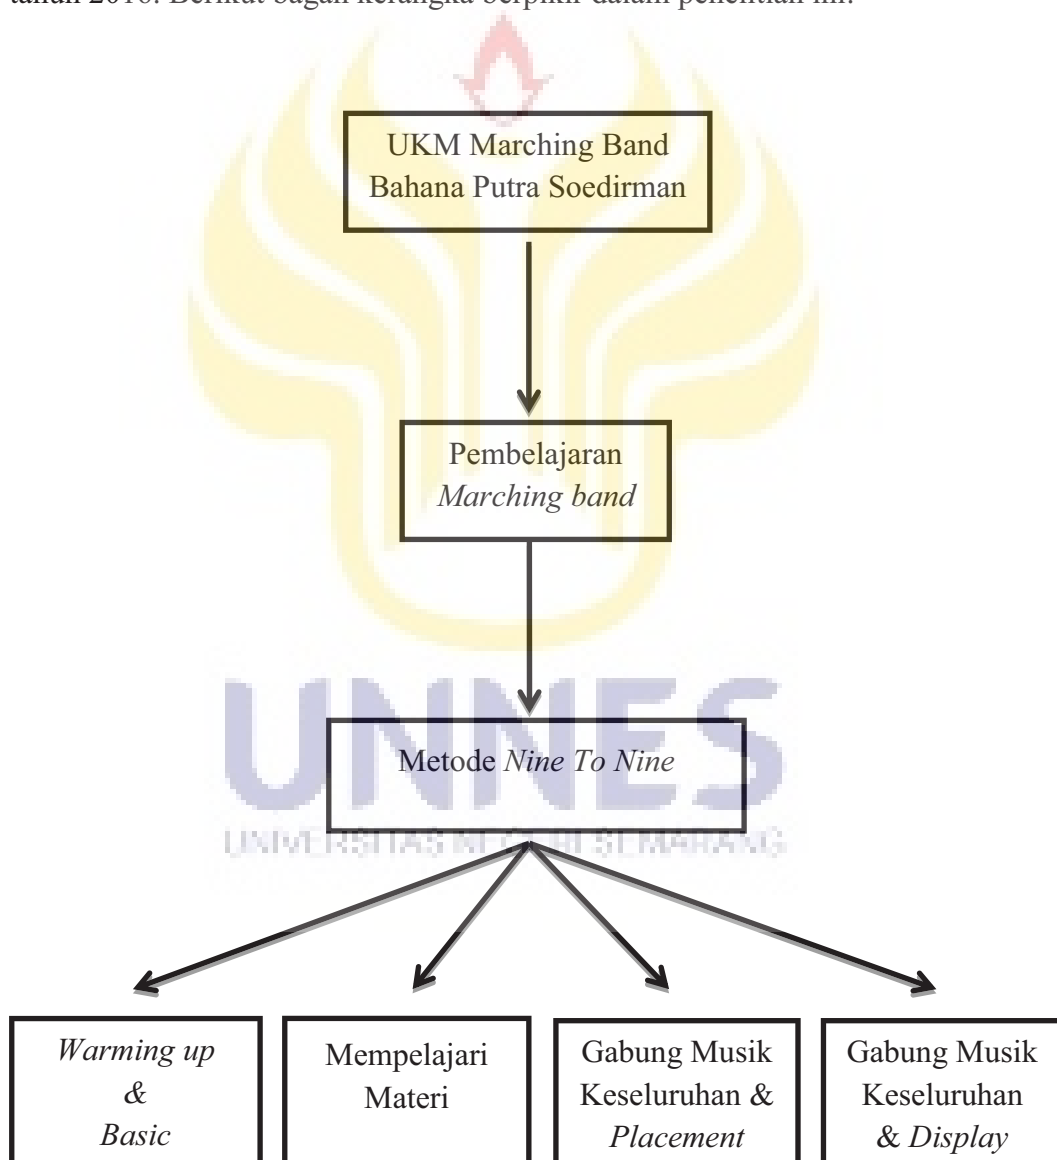 tahun 2016. Berikut bagan kerangka berpikir dalam penelitian ini:
UKM Marching Band
Bahana Putra Soedirman
Pembelajaran
Marching band
UNNES
Metode Nine To Nine
UNIVERSITAS NEGERI SEMARANG
Warming up
&
Basic
Mempelajari
Materi
Gabung Musik
Keseluruhan &
Placement
Gabung Musik
Keseluruhan
& Display